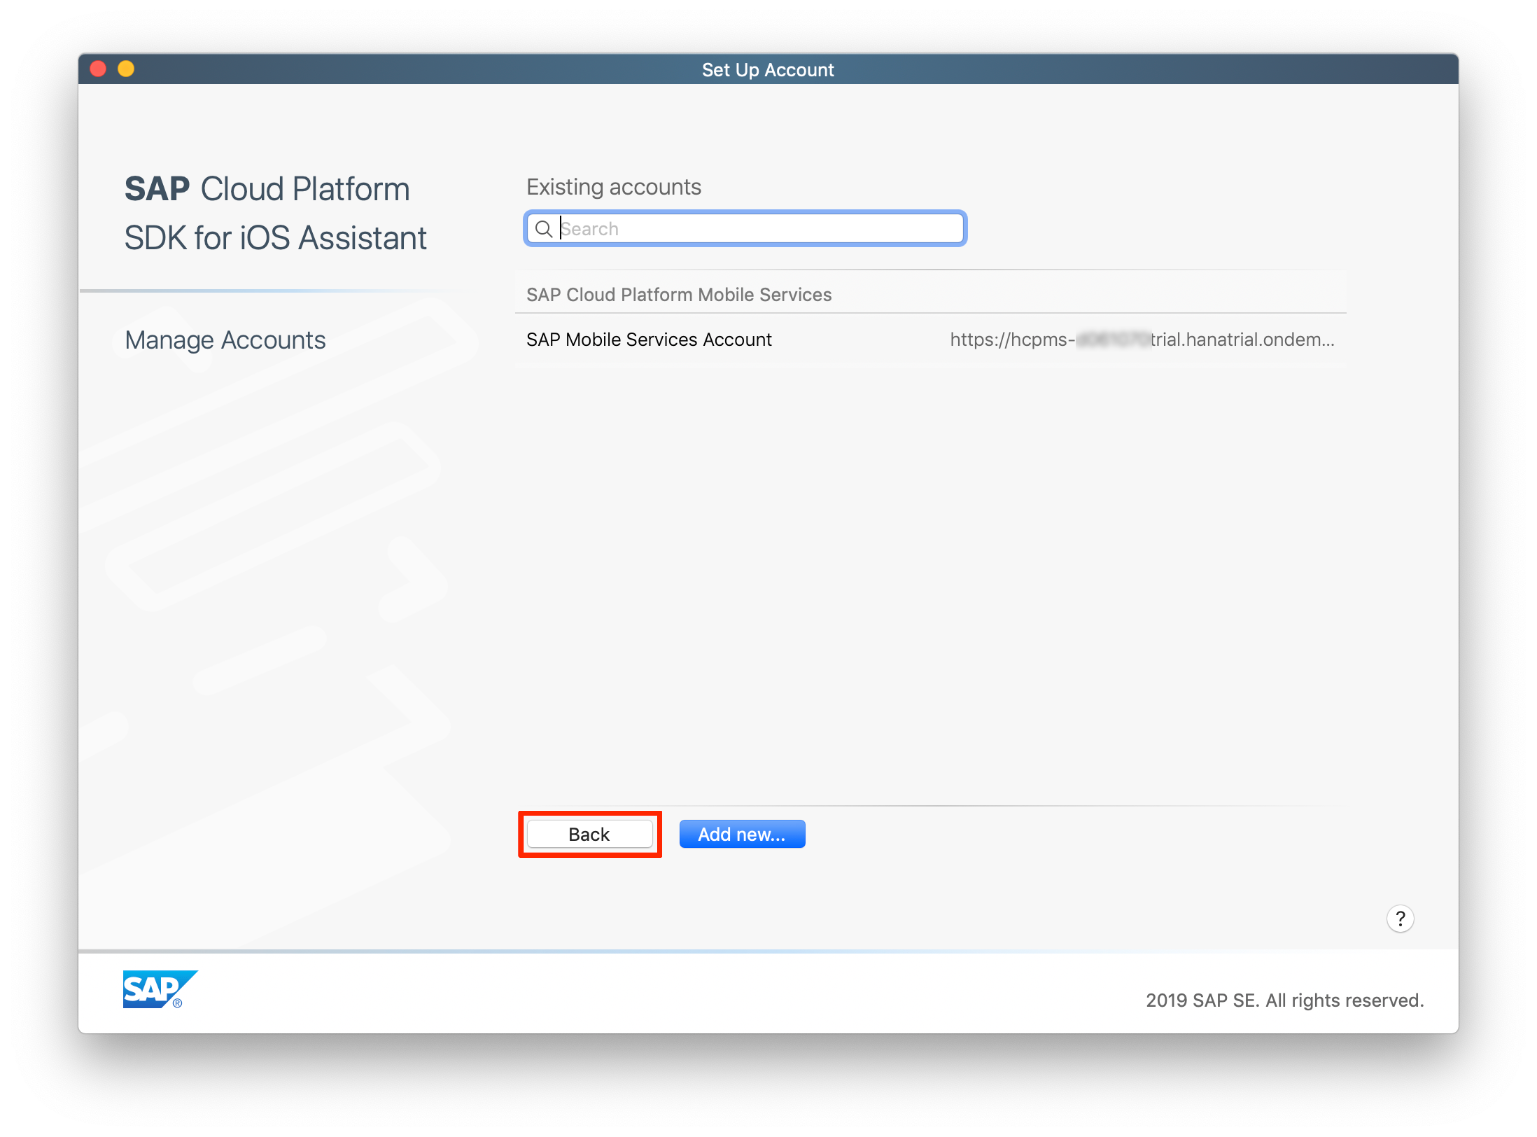 Set Up Account
SAP Cloud Platform
SDK for iOS Assistant
Manage Accounts
Existing accounts
Search
SAP Cloud Platform Mobile Services
SAP Mobile Services Account
https://hcpms- trial.hanatrial.ondem...
Back
Add new...
?
SAP®
2019 SAP SE. All rights reserved.